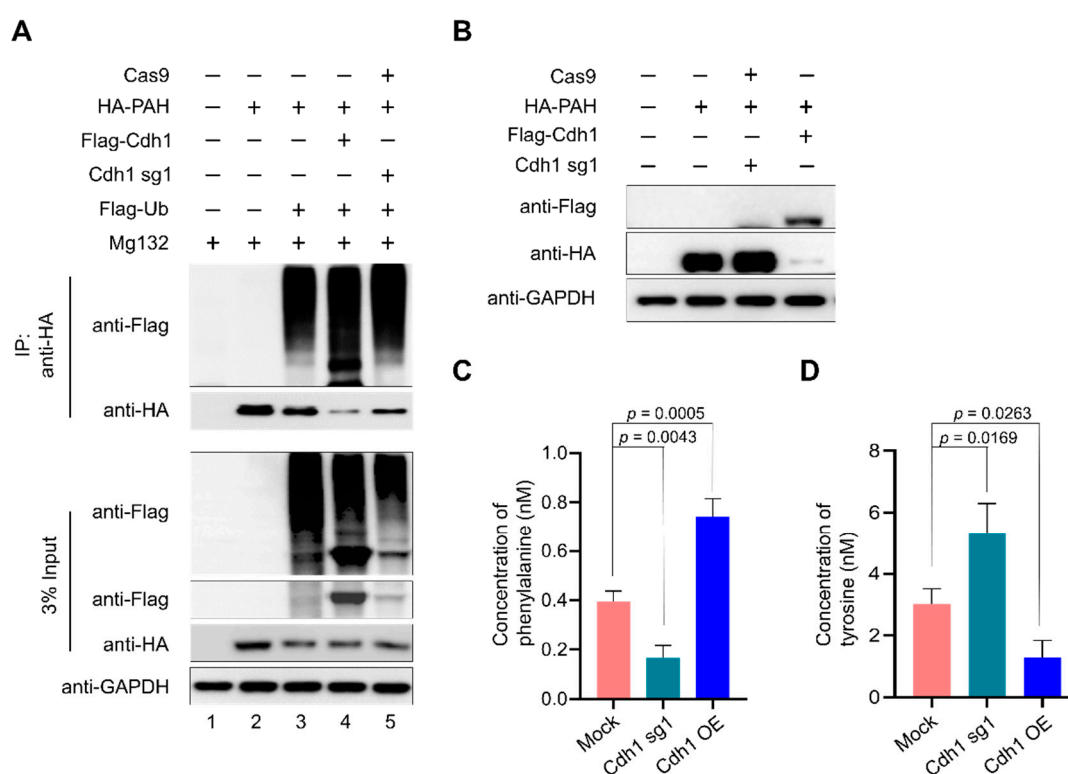 A
Cas9 − − − − +
HA-PAH − + + + +
Flag-Cdh1 − − − + −
Cdh1 sg1 − − − − +
Flag-Ub − − + + +
Mg132 + + + + +
IP:
anti-HA
anti-Flag
anti-HA
3% Input
anti-Flag
anti-Flag
anti-HA
anti-GAPDH
1 2 3 4 5
B
Cas9 − − + −
HA-PAH − + + +
Flag-Cdh1 − − − +
Cdh1 sg1 − − + −
anti-Flag
anti-HA
anti-GAPDH
C
p = 0.0005
p = 0.0043
Concentration of
phenylalanine (nM)
1.0
0.8
0.6
0.4
0.2
0.0
Mock
Cdh1 sg1
Cdh1 OE
D
p = 0.0263
p = 0.0169
Concentration of
tyrosine (nM)
8
6
4
2
0
Mock
Cdh1 sg1
Cdh1 OE